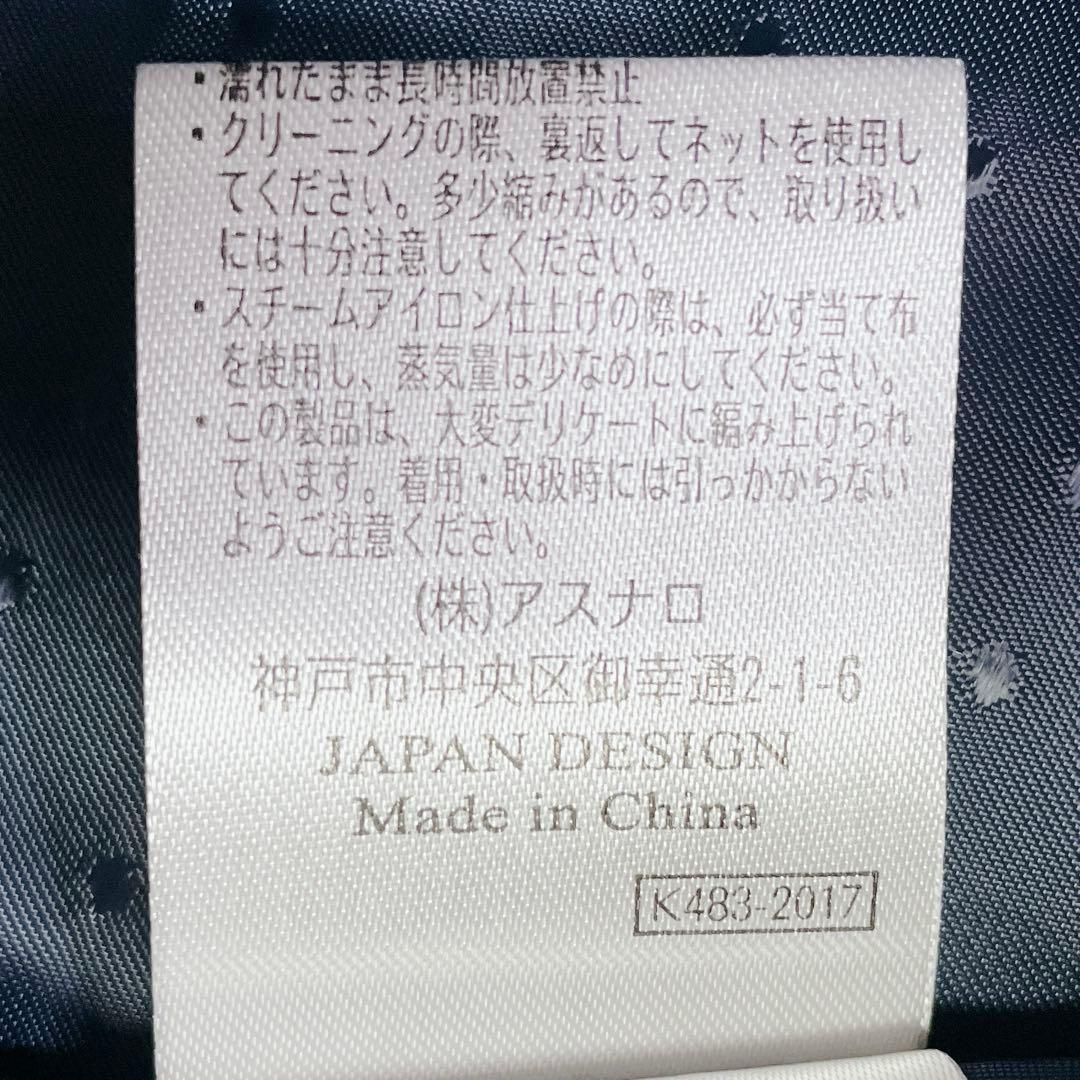 ・濡れたまま長時間放置禁止
・クリーニングの際、裏返してネットを使用し
てください。多少縮みがあるので、取り扱い
には十分注意してください。
・スチームアイロン仕上げの際は、必ず当て布
を使用し、蒸気量は少なめにしてください。
・この製品は、大変デリケートに編み上げられ
ています。着用・取扱時には引っかからない
ようご注意ください。
(株)アスナロ
神戸市中央区御幸通2-1-6
JAPAN DESIGN
Made in China
K483-2017